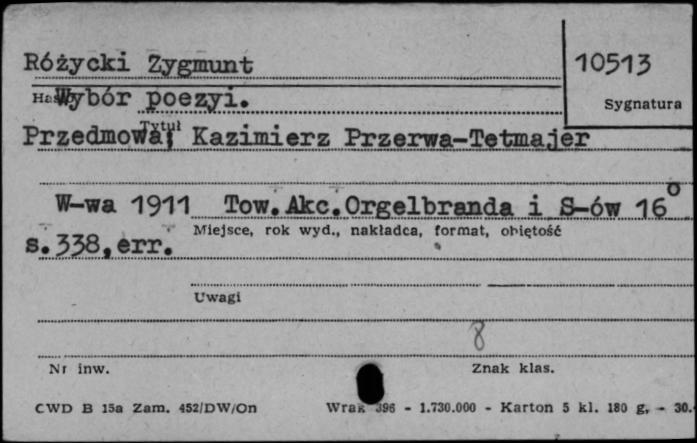 Różycki Zygmunt
10513
Sygnatura
Wybór poezyi.
Tytuł
Przedmowa: Kazimierz Przerwa-Tetmajer
W-wa 1911 Tow.Akc.Orgelbranda i S-ów 16°
Miejsce, rok wyd., nakładca, format, objętość
s.338,err.
Uwagi
8
Nr inw.
Znak klas.
CWD B 15a Zam. 452/DW/On Wrak 396 - 1.730.000 - Karton 5 kl. 180 g, - 30.